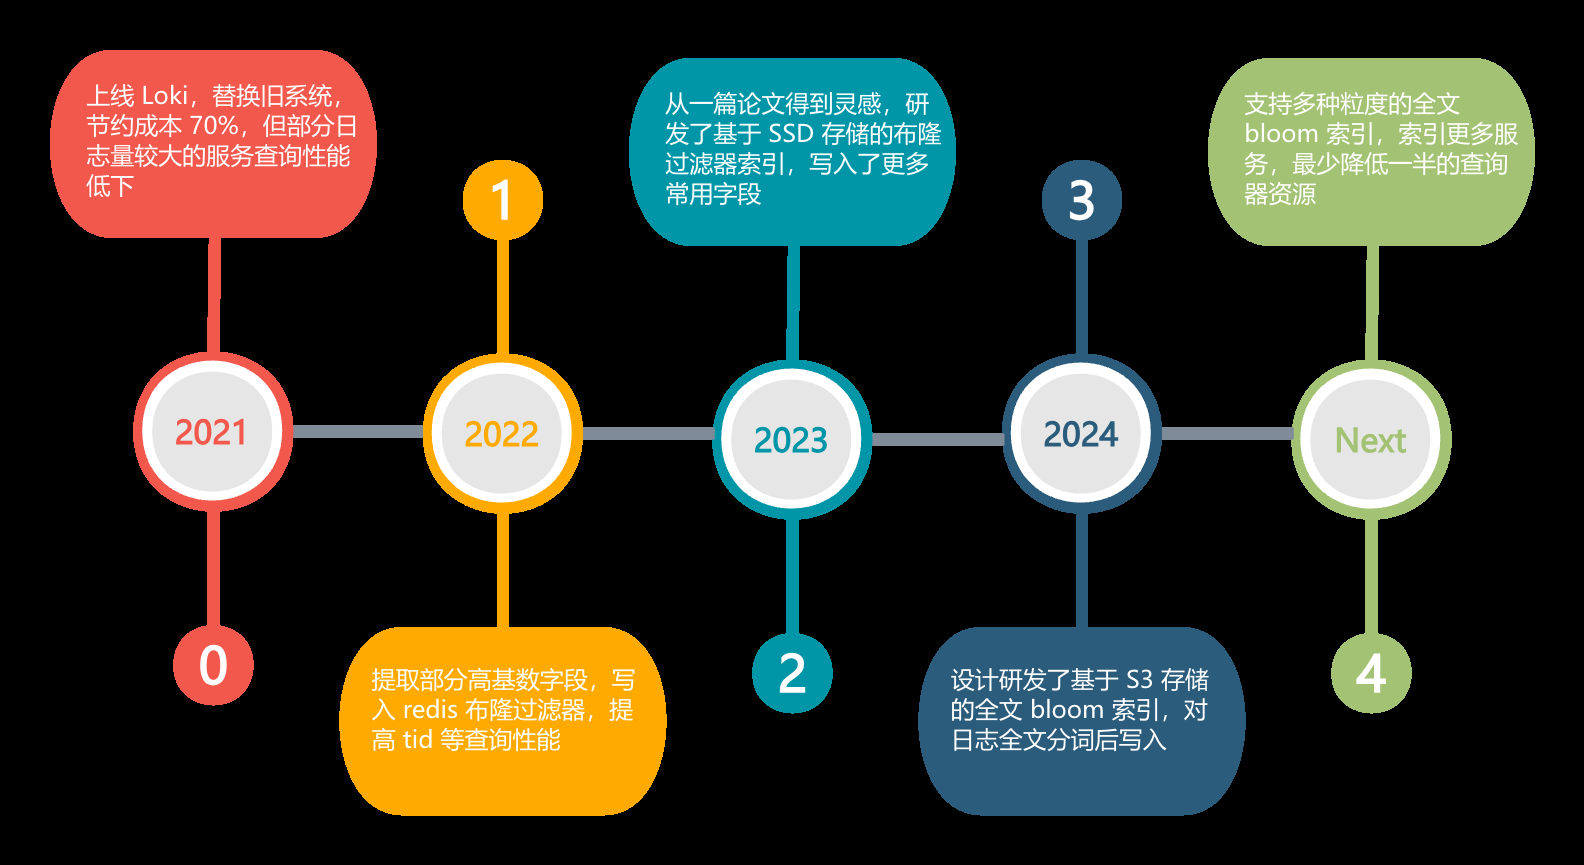 上线 Loki，替换旧系统，
节约成本 70%，但部分日
志量较大的服务查询性能
低下
2021
0
1
2022
提取部分高基数字段，写
入 redis 布隆过滤器，提
高 tid 等查询性能
从一篇论文得到灵感，研
发了基于 SSD 存储的布隆
过滤器索引，写入了更多
常用字段
2023
2
3
2024
设计研发了基于 S3 存储
的全文 bloom 索引，对
日志全文分词后写入
支持多种粒度的全文
bloom 索引，索引更多服
务，最少降低一半的查询
器资源
Next
4